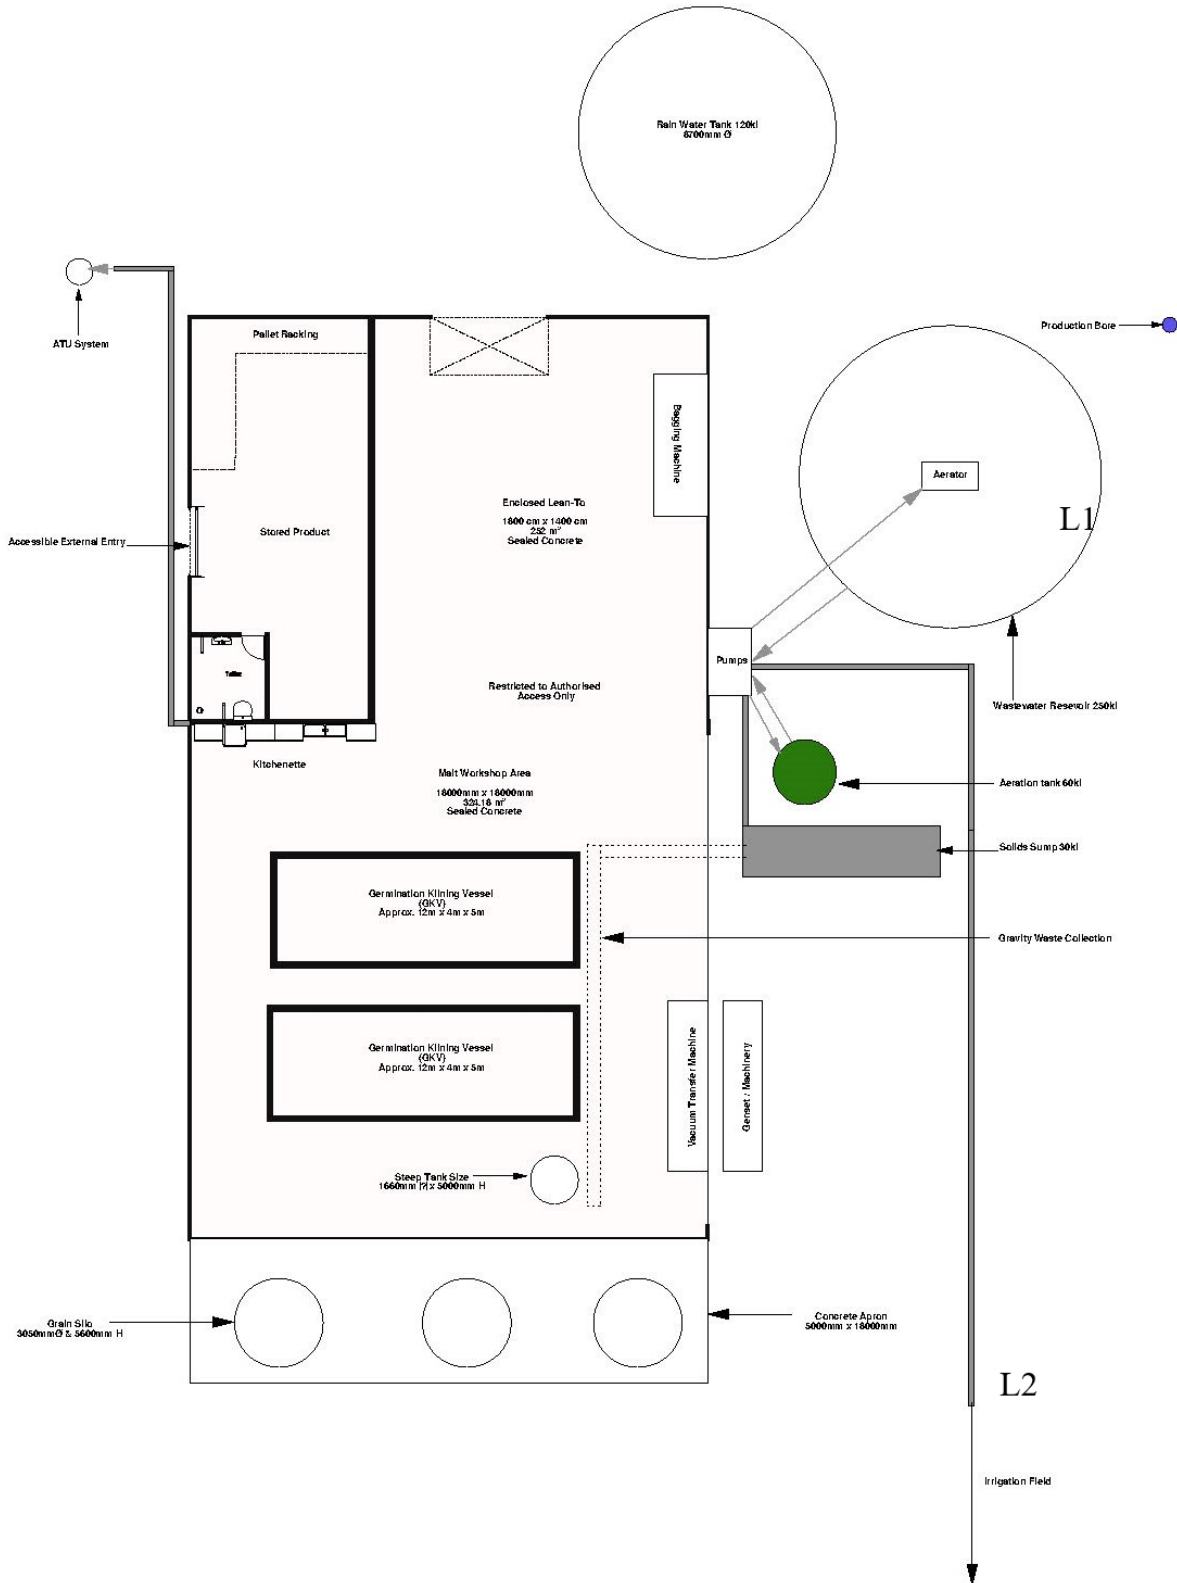 Rain Water Tank 120kl
8700mm Ø
ATU System
Pallet Racking
Production Bore
Bagging Machine
Aerator
Enclosed Lean-To
1800 cm x 1400 cm
252 m²
Sealed Concrete
L1
Accessible External Entry
Stored Product
Pumps
Toilet
Restricted to Authorised
Access Only
Wastewater Resevoir 250kl
Kitchenette
Malt Workshop Area
18000mm x 18000mm
324.18 m²
Sealed Concrete
Aeration tank 60kl
Solids Sump 30kl
Germination Kilning Vessel
(GKV)
Approx. 12m x 4m x 5m
Gravity Waste Collection
Germination Kilning Vessel
(GKV)
Approx. 12m x 4m x 5m
Vacuum Transfer Machine
Genset / Machinery
Steep Tank Size
1660mm [?] x 5000mm H
Grain Silo
3050mm Ø & 5600mm H
Concrete Apron
5000mm x 18000mm
L2
Irrigation Field